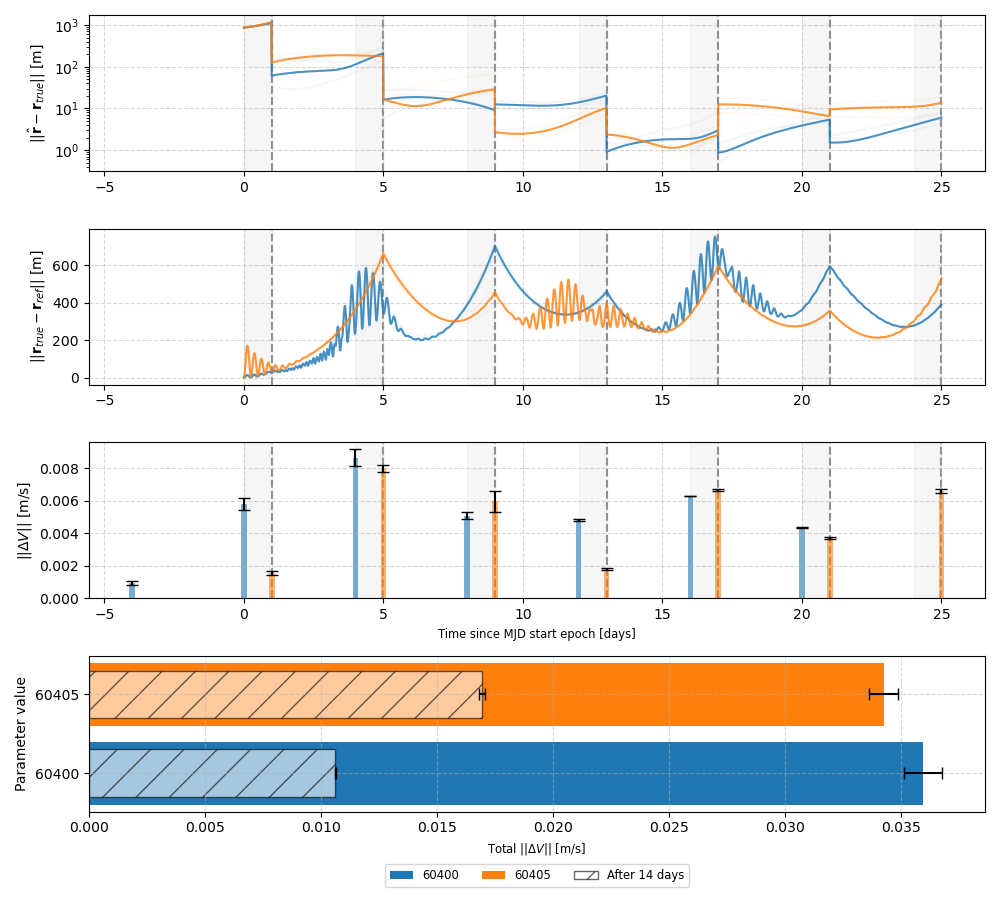 ||r̂ − r_true|| [m]
10³
10²
10¹
10⁰
−5 0 5 10 15 20 25
||r_true − r_ref|| [m]
600
400
200
0
−5 0 5 10 15 20 25
||ΔV|| [m/s]
0.008
0.006
0.004
0.002
0.000
−5 0 5 10 15 20 25
Time since MJD start epoch [days]
Parameter value
60405
60400
0.000 0.005 0.010 0.015 0.020 0.025 0.030 0.035
Total ||ΔV|| [m/s]
60400 60405 After 14 days